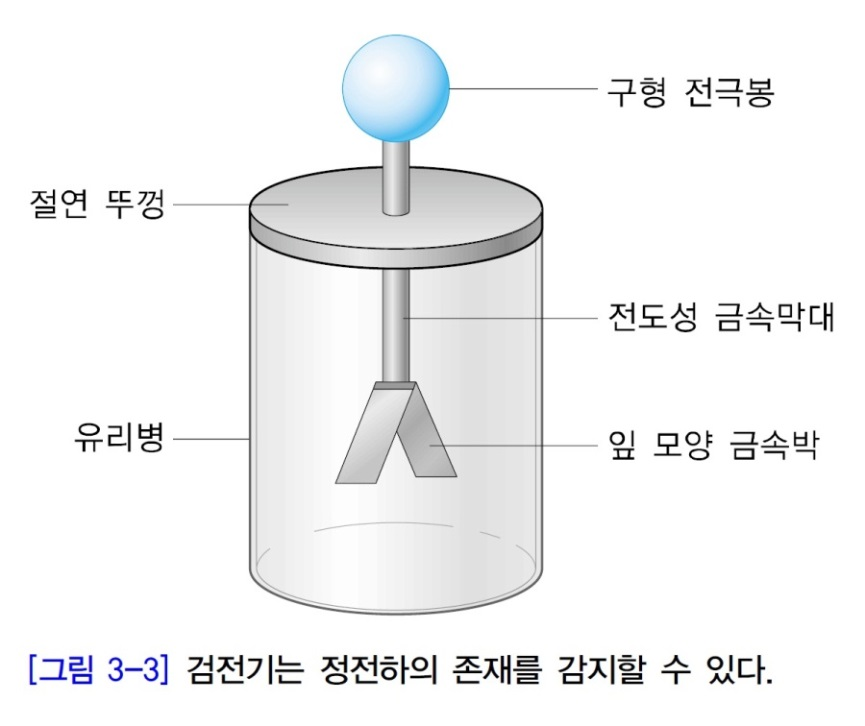 구형 전극봉
절연 뚜껑
전도성 금속막대
유리병
잎 모양 금속박
[그림 3-3] 검전기는 정전하의 존재를 감지할 수 있다.